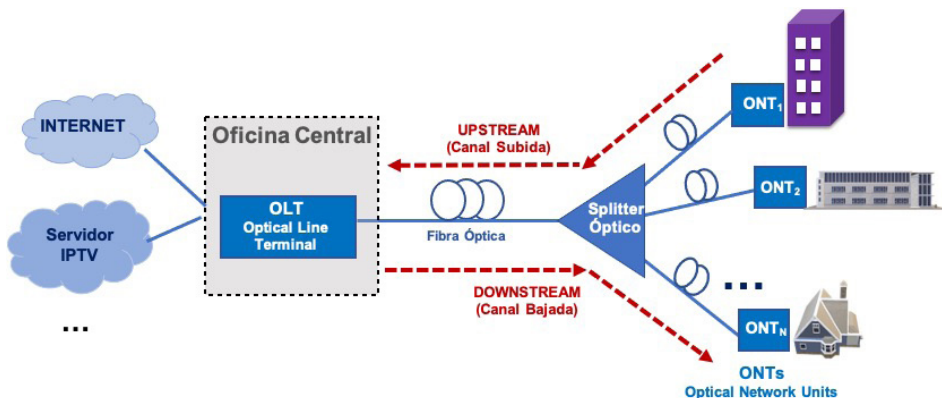 INTERNET
Servidor
IPTV
...
Oficina Central
OLT
Optical Line
Terminal
UPSTREAM
(Canal Subida)
Fibra Óptica
DOWNSTREAM
(Canal Bajada)
Splitter
Óptico
ONT1
ONT2
...
ONTN
ONTs
Optical Network Units